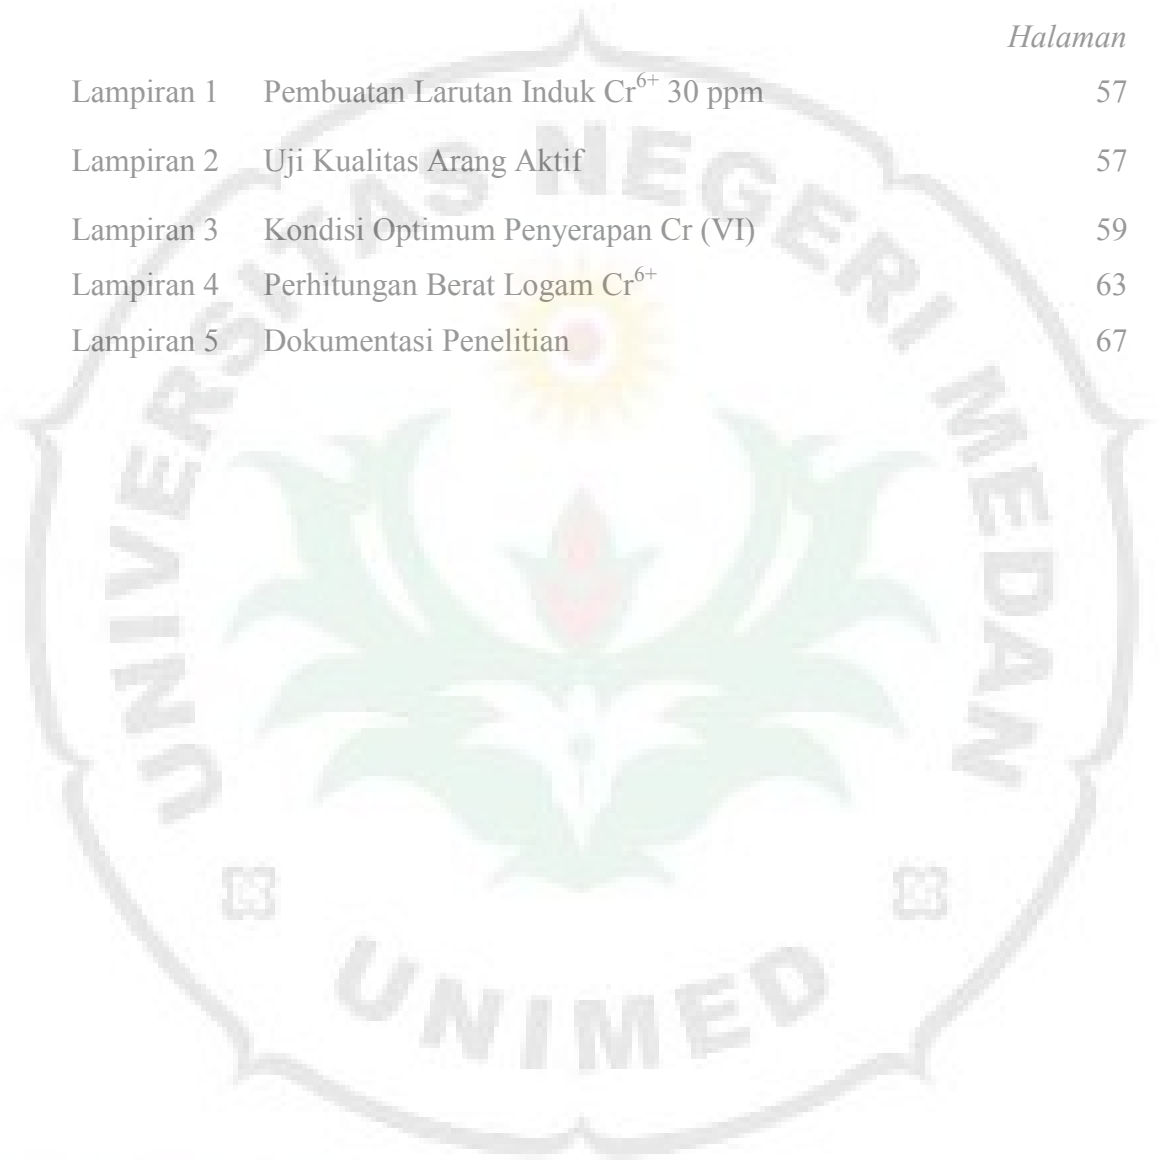 Halaman
Lampiran 1 Pembuatan Larutan Induk Cr⁶⁺ 30 ppm 57
Lampiran 2 Uji Kualitas Arang Aktif 57
Lampiran 3 Kondisi Optimum Penyerapan Cr (VI) 59
Lampiran 4 Perhitungan Berat Logam Cr⁶⁺ 63
Lampiran 5 Dokumentasi Penelitian 67
UNIVERSITAS NEGERI MEDAN
UNIMED